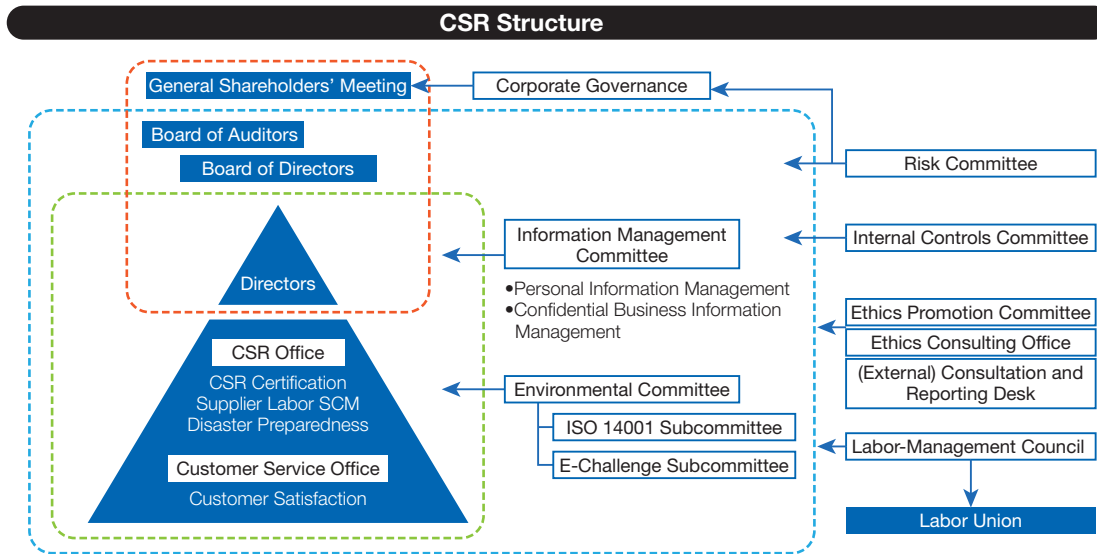 CSR Structure
General Shareholders' Meeting
Corporate Governance
Board of Auditors
Board of Directors
Risk Committee
Information Management
Committee
Internal Controls Committee
Directors
•Personal Information Management
•Confidential Business Information
Management
Ethics Promotion Committee
Ethics Consulting Office
(External) Consultation and
Reporting Desk
CSR Office
CSR Certification
Supplier Labor SCM
Disaster Preparedness
Environmental Committee
ISO 14001 Subcommittee
E-Challenge Subcommittee
Labor-Management Council
Customer Service Office
Customer Satisfaction
Labor Union